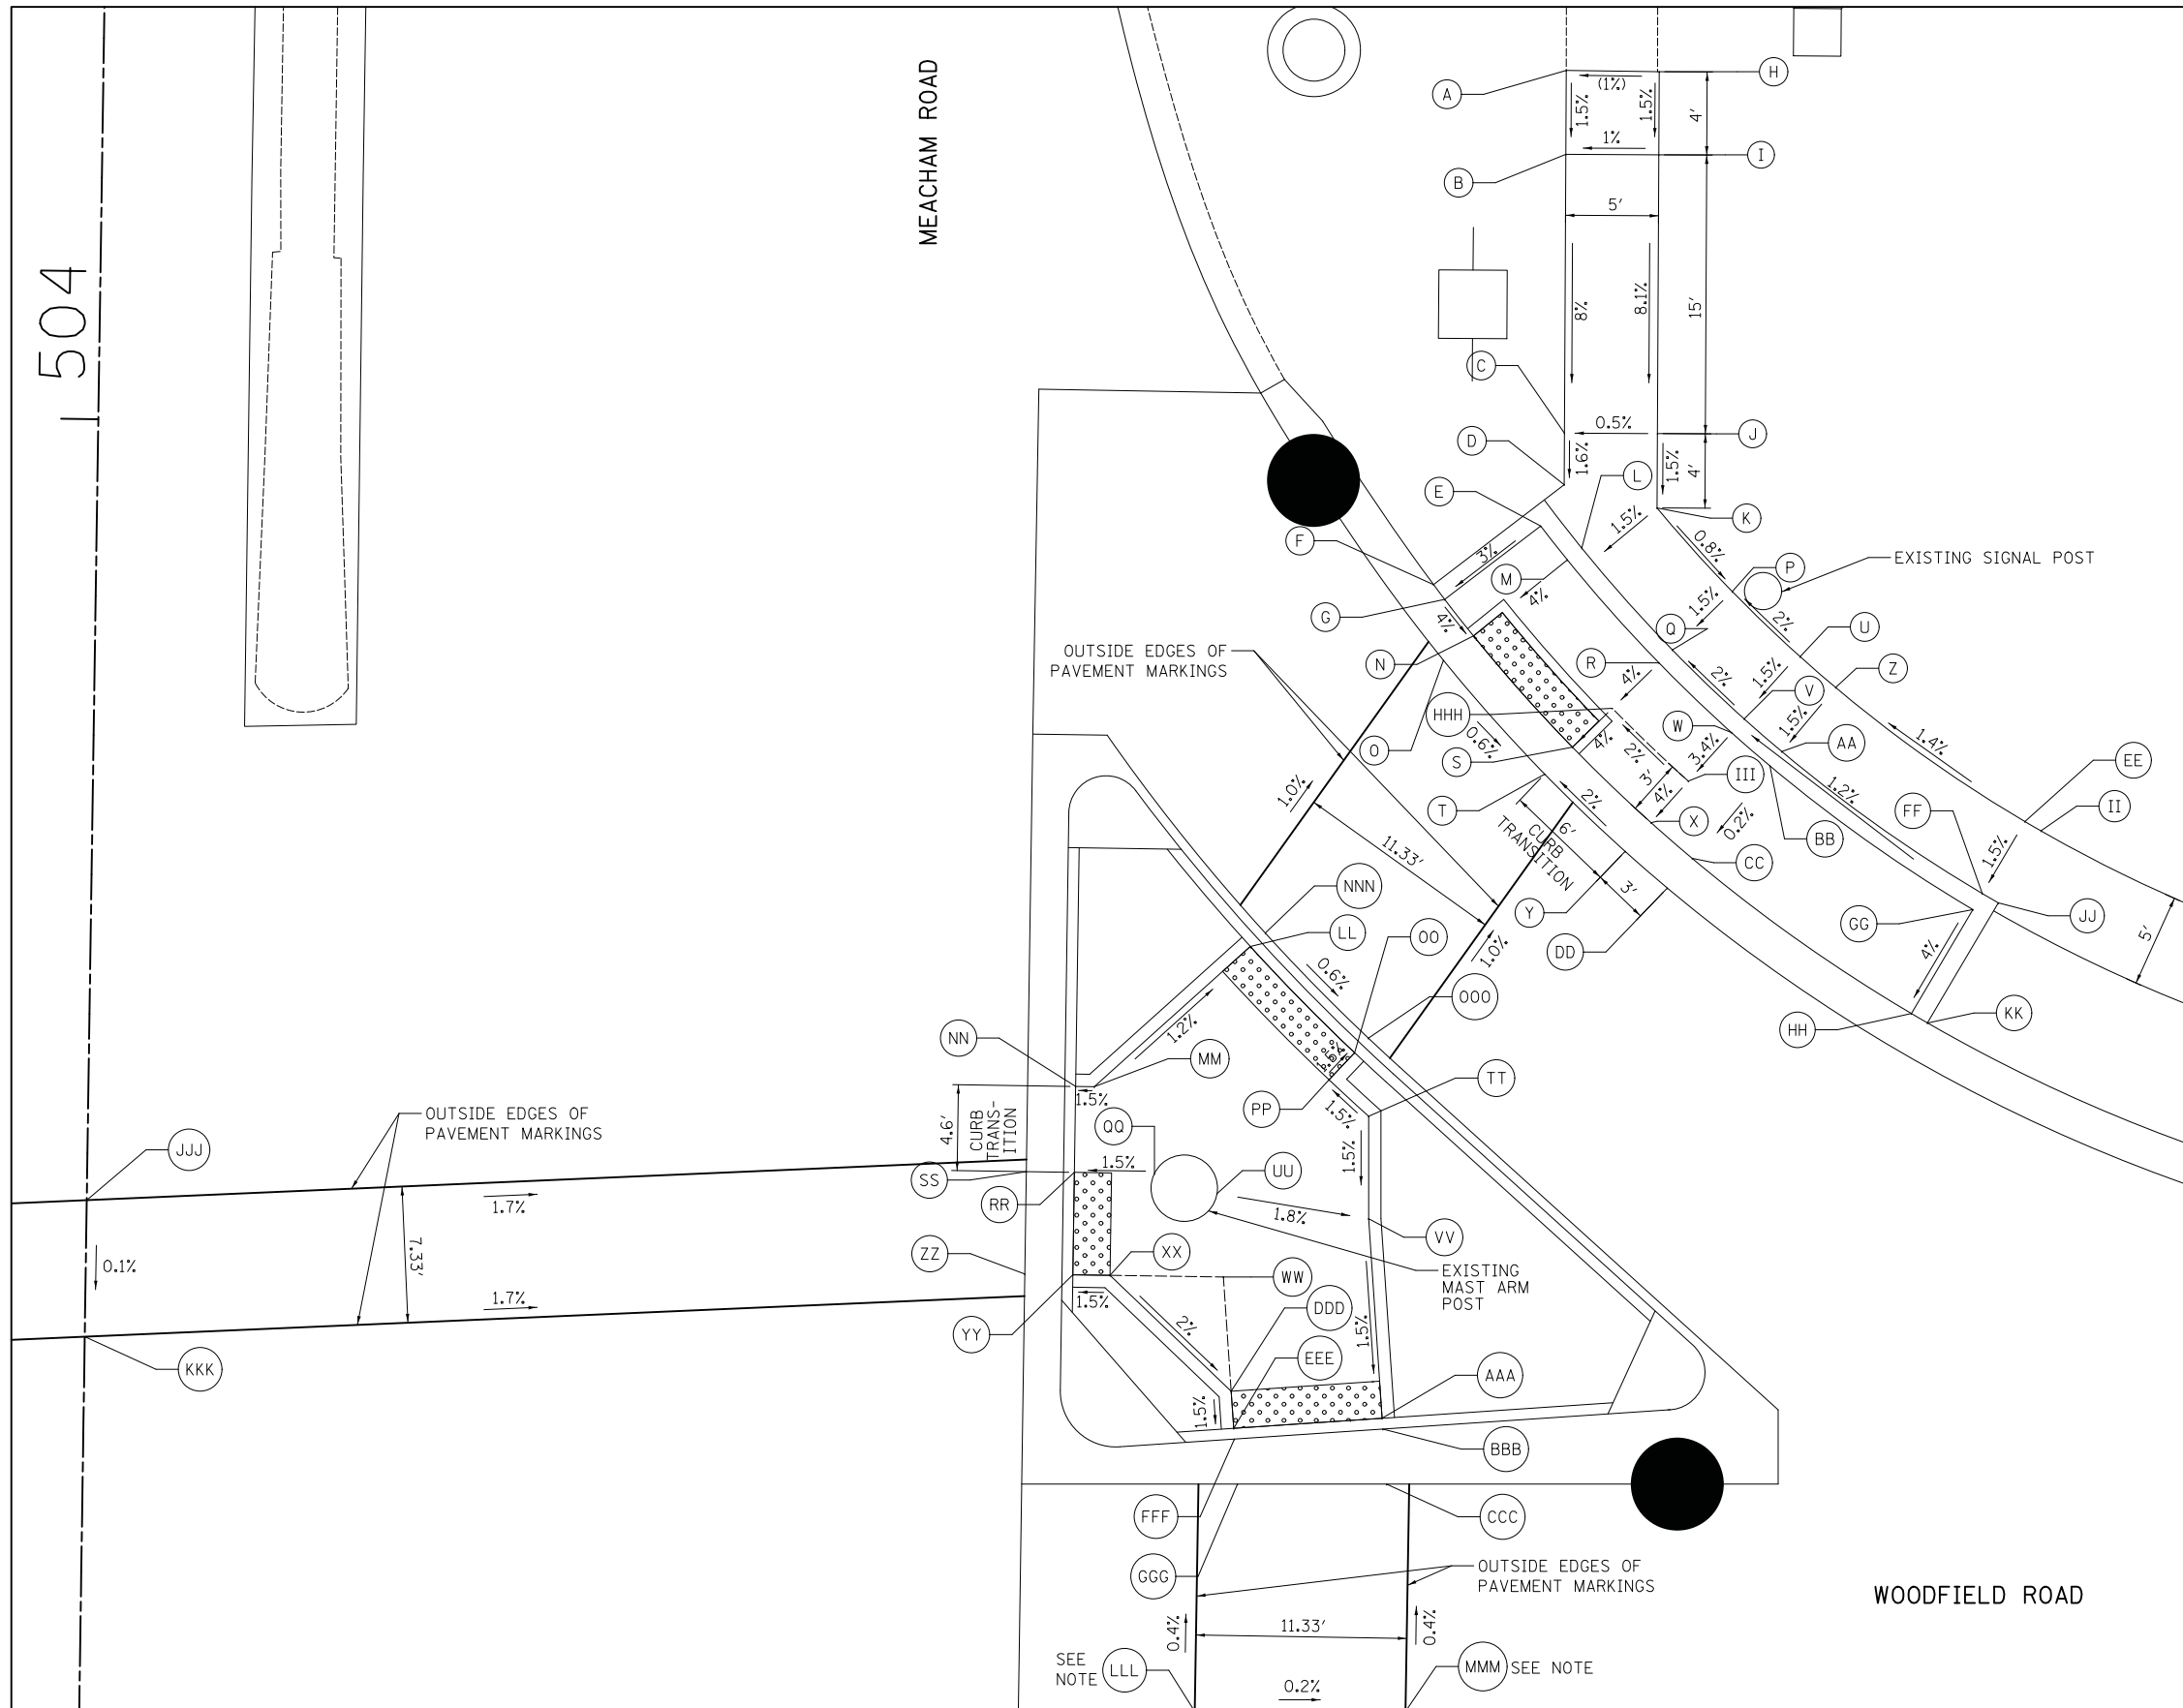 H
A
(1%)
1.5%
1.5%
4'
MEACHAM ROAD
1%
I
B
5'
504
8%
8.1%
15'
C
0.5%
J
D
1.6%
1.5%
4'
L
E
K
1.5%
F
3%
0.8%
EXISTING SIGNAL POST
M
P
4%
1.5%
G
4%
2%
Q
U
OUTSIDE EDGES OF
PAVEMENT MARKINGS
N
R
Z
4%
2%
1.5%
V
HHH
W
1.5%
0.6%
4%
1.4%
O
2%
3.4%
AA
S
3'
III
EE
4%
1.2%
1.0%
2%
T
X
FF
II
6'
0.2%
BB
CURB
TRANSITION
1.5%
11.33'
CC
NNN
3'
Y
GG
JJ
LL
OO
5'
DD
4%
1.0%
0.6%
OOO
KK
HH
1.2%
NN
MM
TT
1.5%
PP
1.5%
4.6'
CURB
TRANS-
ITION
QQ
OUTSIDE EDGES OF
PAVEMENT MARKINGS
JJJ
1.5%
1.5%
SS
UU
RR
1.7%
1.8%
VV
ZZ
XX
7.33'
0.1%
WW
EXISTING
MAST ARM
POST
1.7%
1.5%
DDD
YY
2%
1.5%
EEE
KKK
AAA
1.5%
BBB
FFF
CCC
GGG
OUTSIDE EDGES OF
PAVEMENT MARKINGS
WOODFIELD ROAD
0.4%
11.33'
0.4%
SEE
NOTE
LLL
MMM
SEE NOTE
0.2%